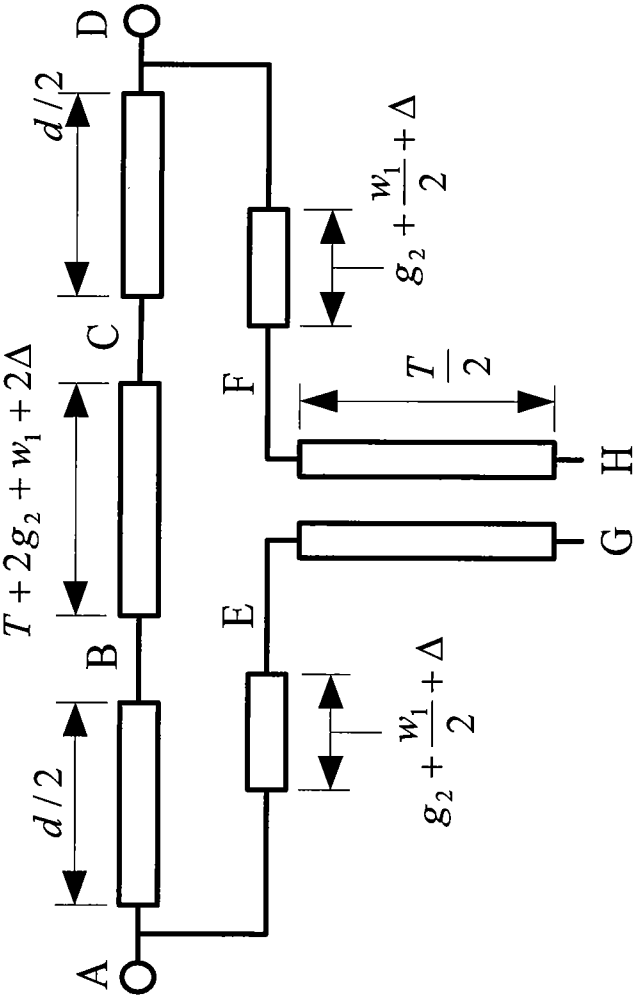 T + 2g₂ + w₁ + 2Δ
d / 2
d / 2
A
B
C
D
E
F
g₂ + w₁/2 + Δ
g₂ + w₁/2 + Δ
T/2
G
H